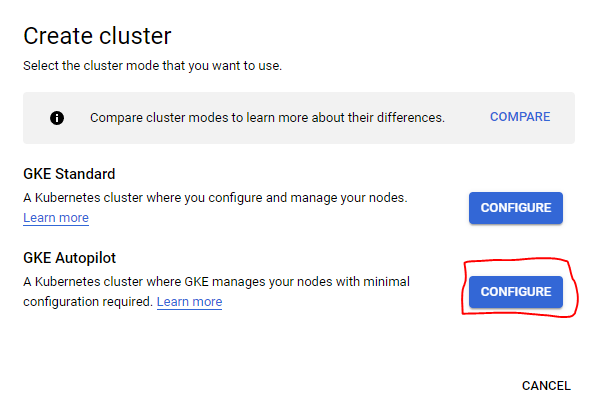 Create cluster
Select the cluster mode that you want to use.
Compare cluster modes to learn more about their differences. COMPARE
GKE Standard
A Kubernetes cluster where you configure and manage your nodes.
Learn more
CONFIGURE
GKE Autopilot
A Kubernetes cluster where GKE manages your nodes with minimal
configuration required. Learn more
CONFIGURE
CANCEL